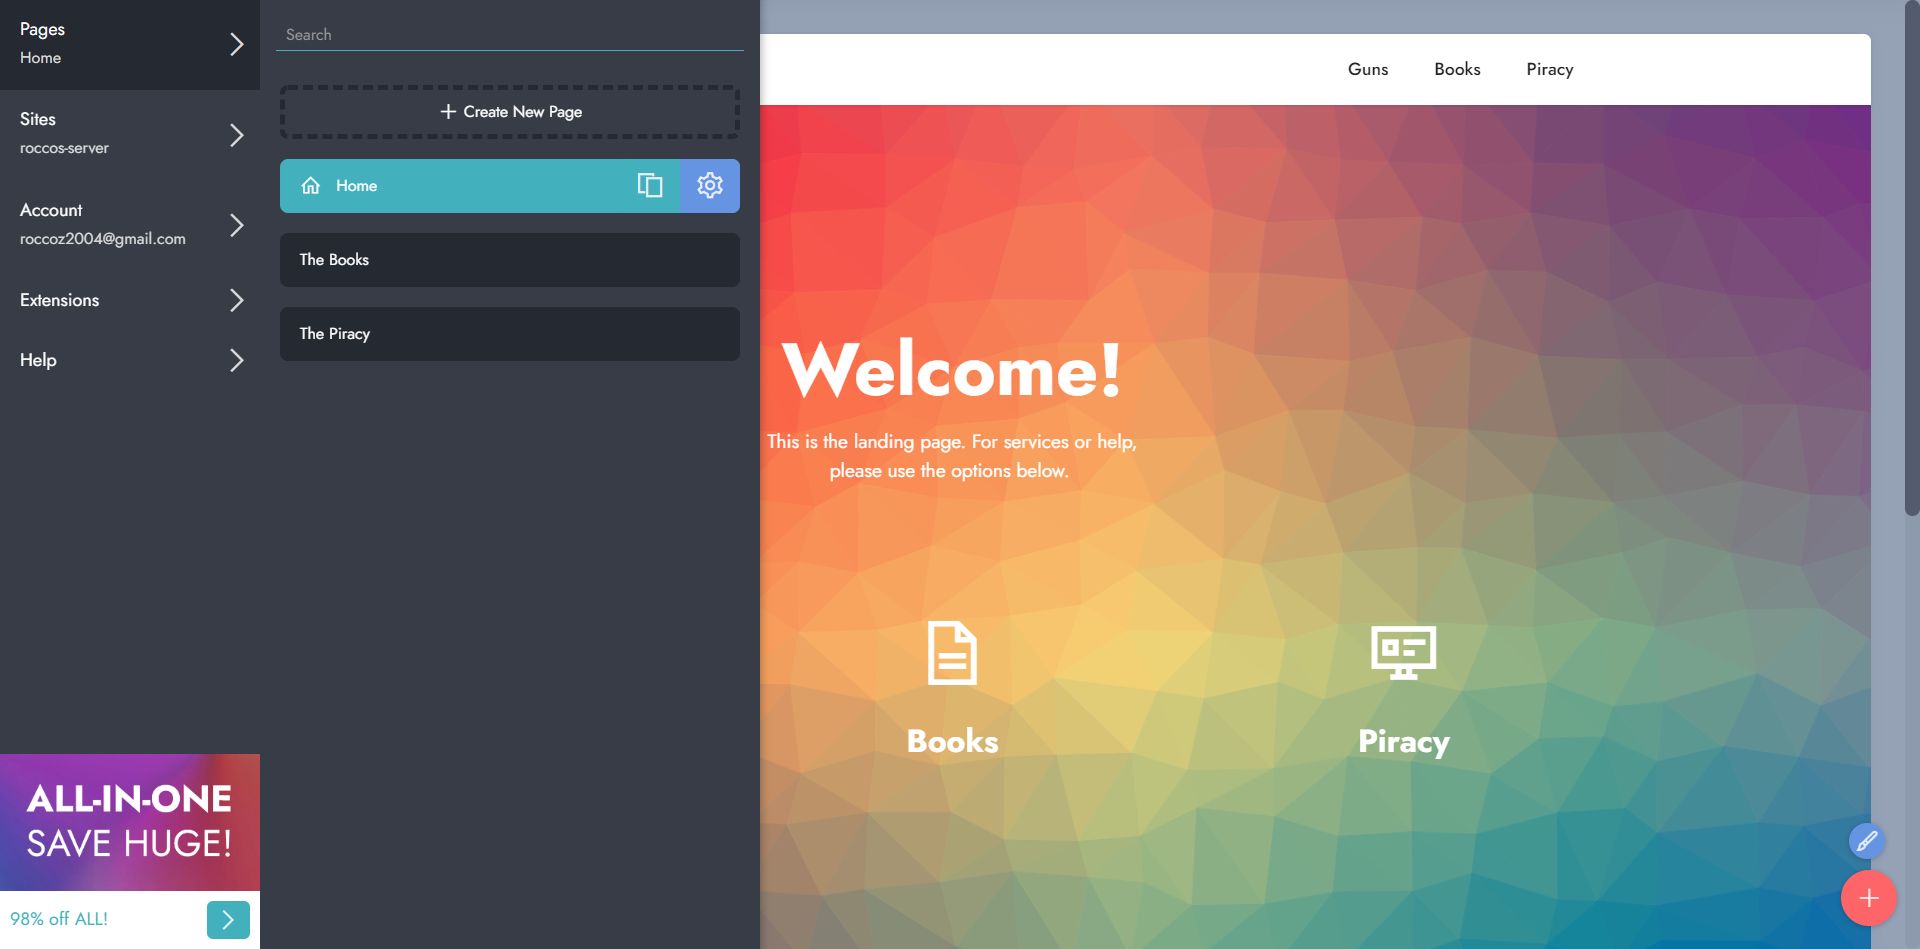 Pages
Home
Sites
roccos-server
Account
roccoz2004@gmail.com
Extensions
Help
ALL-IN-ONE
SAVE HUGE!
98% off ALL!
Search
Create New Page
Home
The Books
The Piracy
Guns Books Piracy
Welcome!
This is the landing page. For services or help,
please use the options below.
Books
Piracy